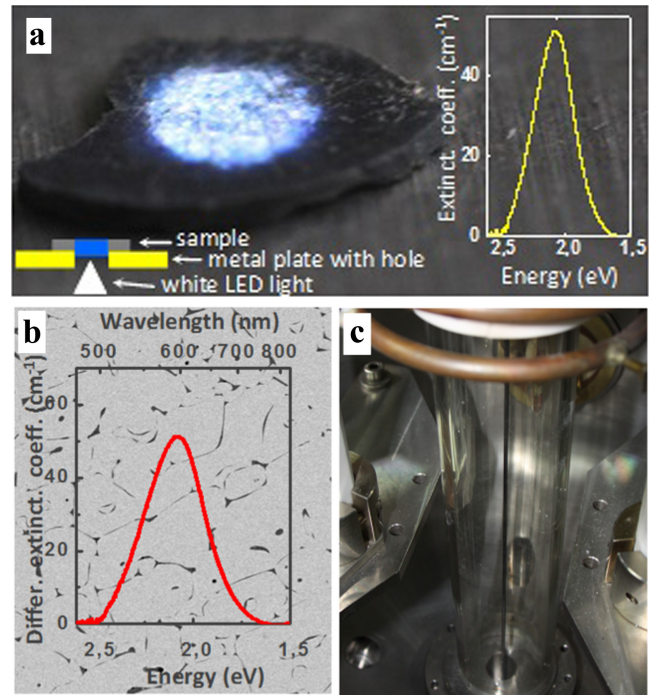 a
Extinct. coeff. (cm⁻¹)
40
20
0
2,5 2,0 1,5
Energy (eV)
sample
metal plate with hole
white LED light
b
Wavelength (nm)
500 600 700 800
Differ. extinct. coeff. (cm⁻¹)
60
40
20
0
2,5 2,0 1,5
Energy (eV)
c